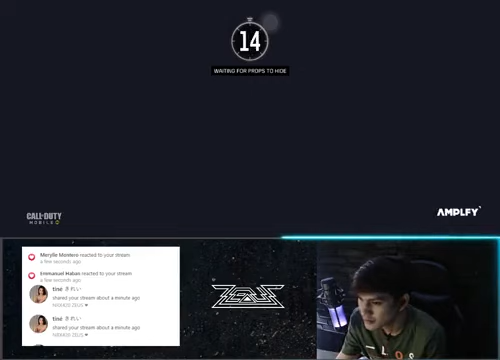 14
WAITING FOR PROPS TO HIDE
CALL OF DUTY
MOBILE
AMPLFY
Merylle Montero reacted to your stream
a few seconds ago
Emmanuel Haban reacted to your stream
a few seconds ago
shared your stream about a minute ago
shared your stream about a minute ago
ZEUS